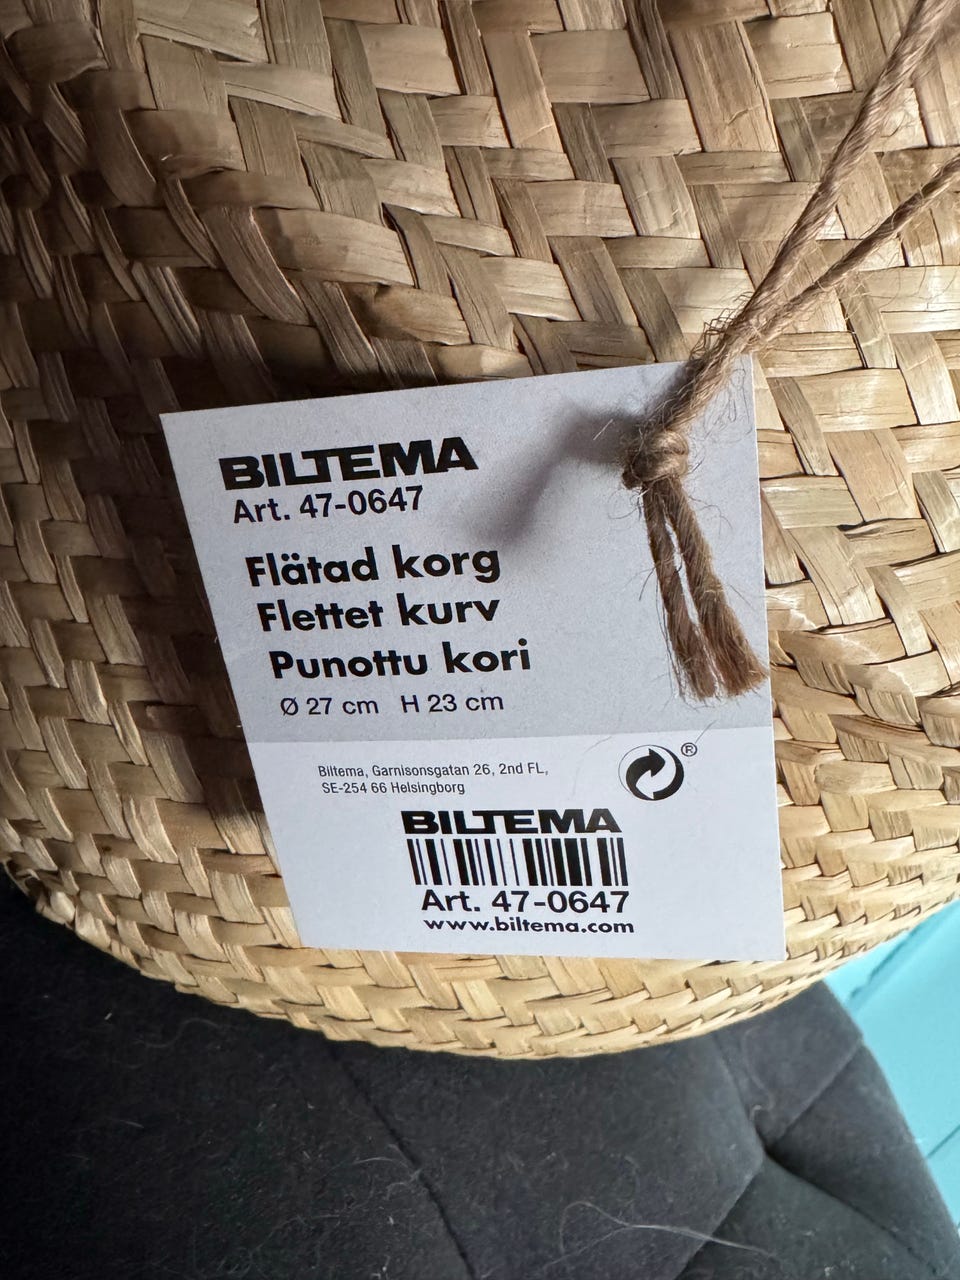 BILTEMA
Art. 47-0647
Flätad korg
Flettet kurv
Punottu kori
Ø 27 cm H 23 cm
Biltema, Garnisonsgatan 26, 2nd FL,
SE-254 66 Helsingborg
®
BILTEMA
Art. 47-0647
www.biltema.com